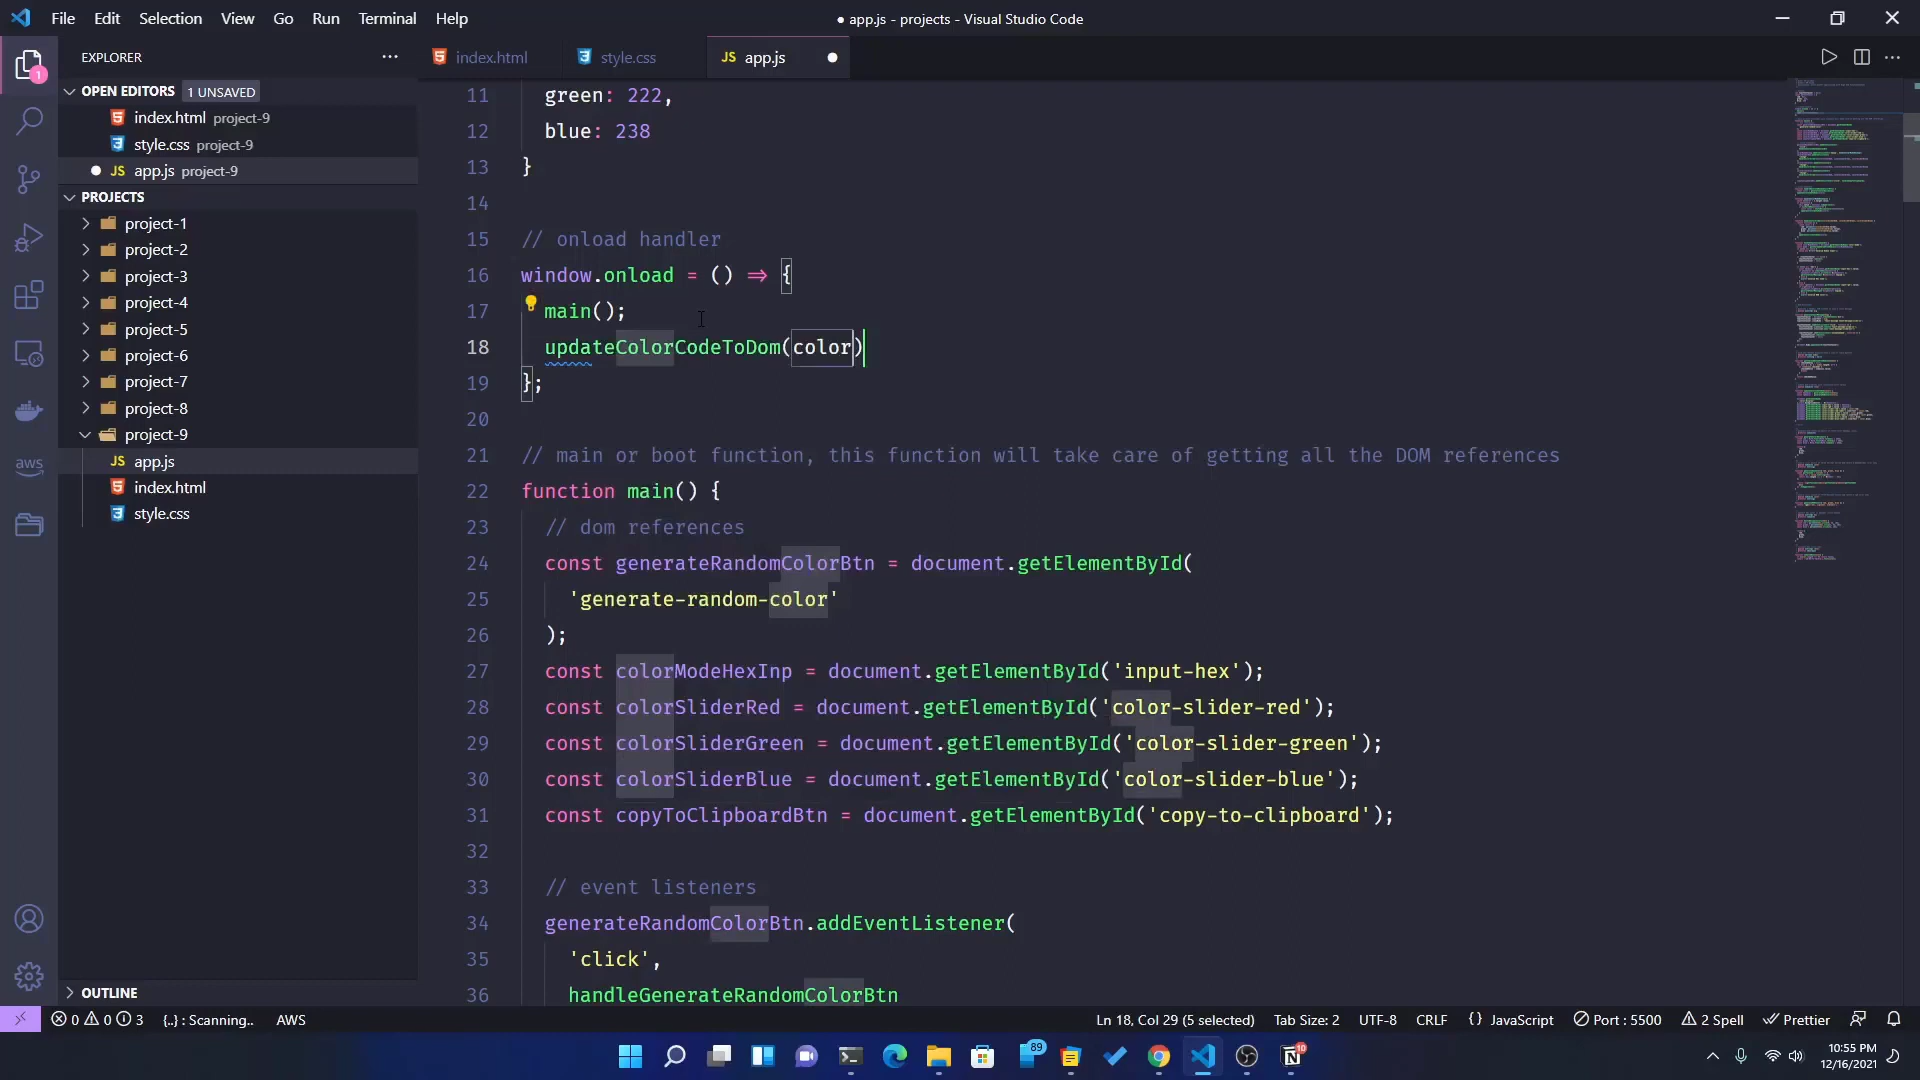 File Edit Selection View Go Run Terminal Help
● app.js - projects - Visual Studio Code
EXPLORER
index.html
style.css
JS app.js
OPEN EDITORS 1 UNSAVED
index.html project-9
style.css project-9
JS app.js project-9
PROJECTS
project-1
project-2
project-3
project-4
project-5
project-6
project-7
project-8
project-9
JS app.js
index.html
style.css
OUTLINE
aws
1
11 green: 222,
12 blue: 238
13 }
14
15 // onload handler
16 window.onload = () => {
17 main();
18 updateColorCodeToDom(color)
19 };
20
21 // main or boot function, this function will take care of getting all the DOM references
22 function main() {
23 // dom references
24 const generateRandomColorBtn = document.getElementById(
25 'generate-random-color'
26 );
27 const colorModeHexInp = document.getElementById('input-hex');
28 const colorSliderRed = document.getElementById('color-slider-red');
29 const colorSliderGreen = document.getElementById('color-slider-green');
30 const colorSliderBlue = document.getElementById('color-slider-blue');
31 const copyToClipboardBtn = document.getElementById('copy-to-clipboard');
32
33 // event listeners
34 generateRandomColorBtn.addEventListener(
35 'click',
36 handleGenerateRandomColorBtn
0 0 3 {..} : Scanning.. AWS
Ln 18, Col 29 (5 selected) Tab Size: 2 UTF-8 CRLF {} JavaScript Port : 5500 2 Spell Prettier
89
10
10:55 PM
12/16/2021